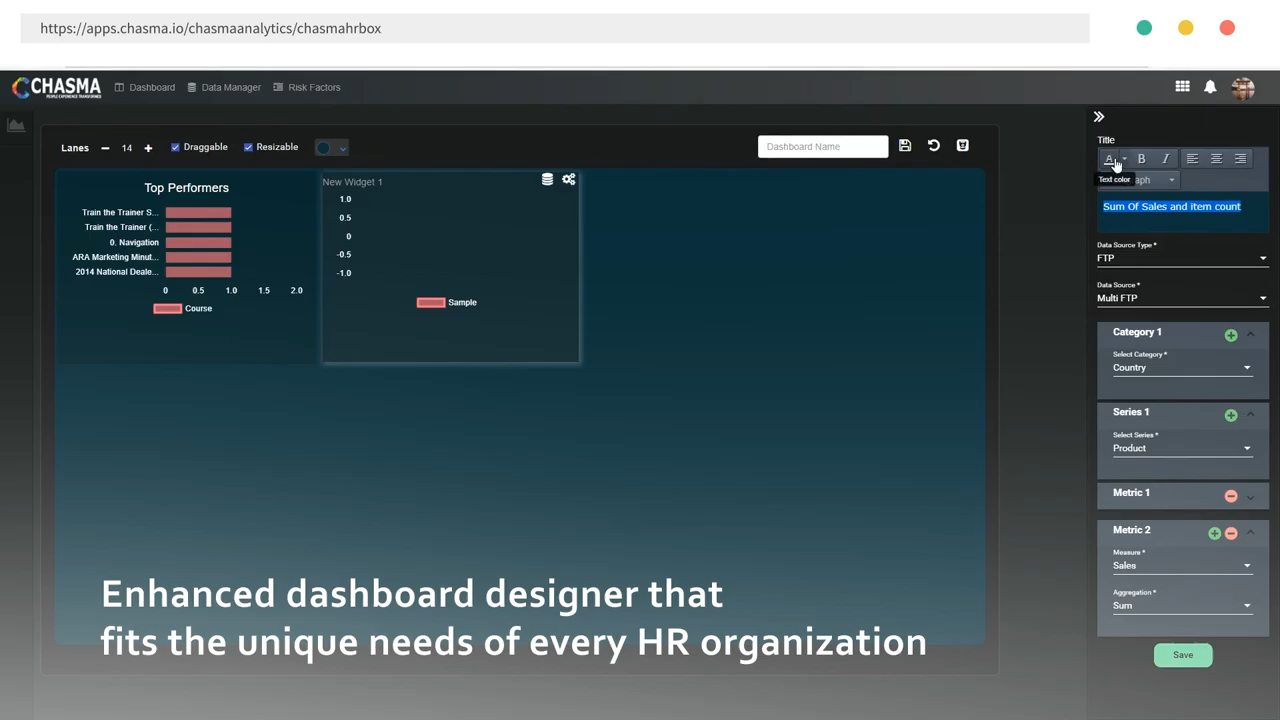 https://apps.chasma.io/chasmaanalytics/chasmahrbox
CHASMA
PEOPLE EXPERIENCE TRANSFORMED
Dashboard
Data Manager
Risk Factors
Lanes
14
Draggable
Resizable
Dashboard Name
Top Performers
Train the Trainer S...
Train the Trainer (...
0. Navigation
ARA Marketing Minut...
2014 National Deale...
0 0.5 1.0 1.5 2.0
Course
New Widget 1
1.0
0.5
0
-0.5
-1.0
Sample
Title
A B I
Text color
aph
Sum Of Sales and item count
Data Source Type *
FTP
Data Source *
Multi FTP
Category 1
Select Category *
Country
Series 1
Select Series *
Product
Metric 1
Metric 2
Measure *
Sales
Aggregation *
Sum
Save
Enhanced dashboard designer that
fits the unique needs of every HR organization